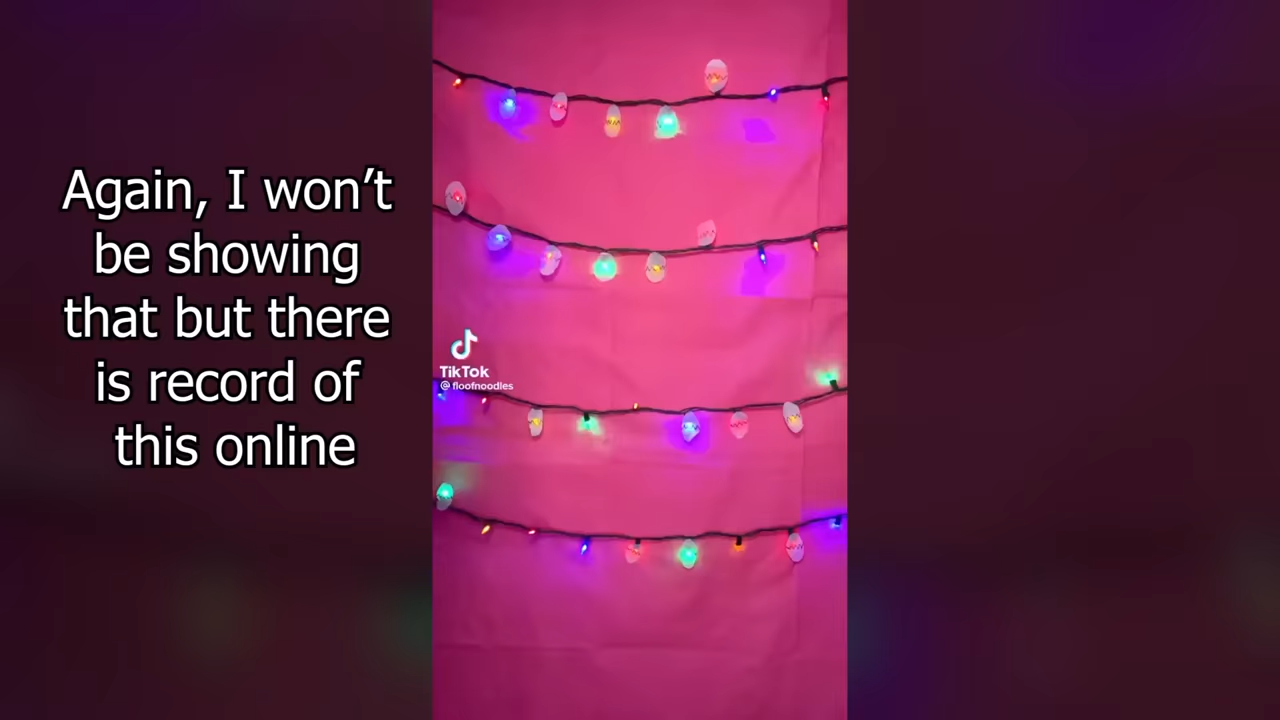 Again, I won’t
be showing
that but there
is record of
this online
TikTok
@ floofnoodles